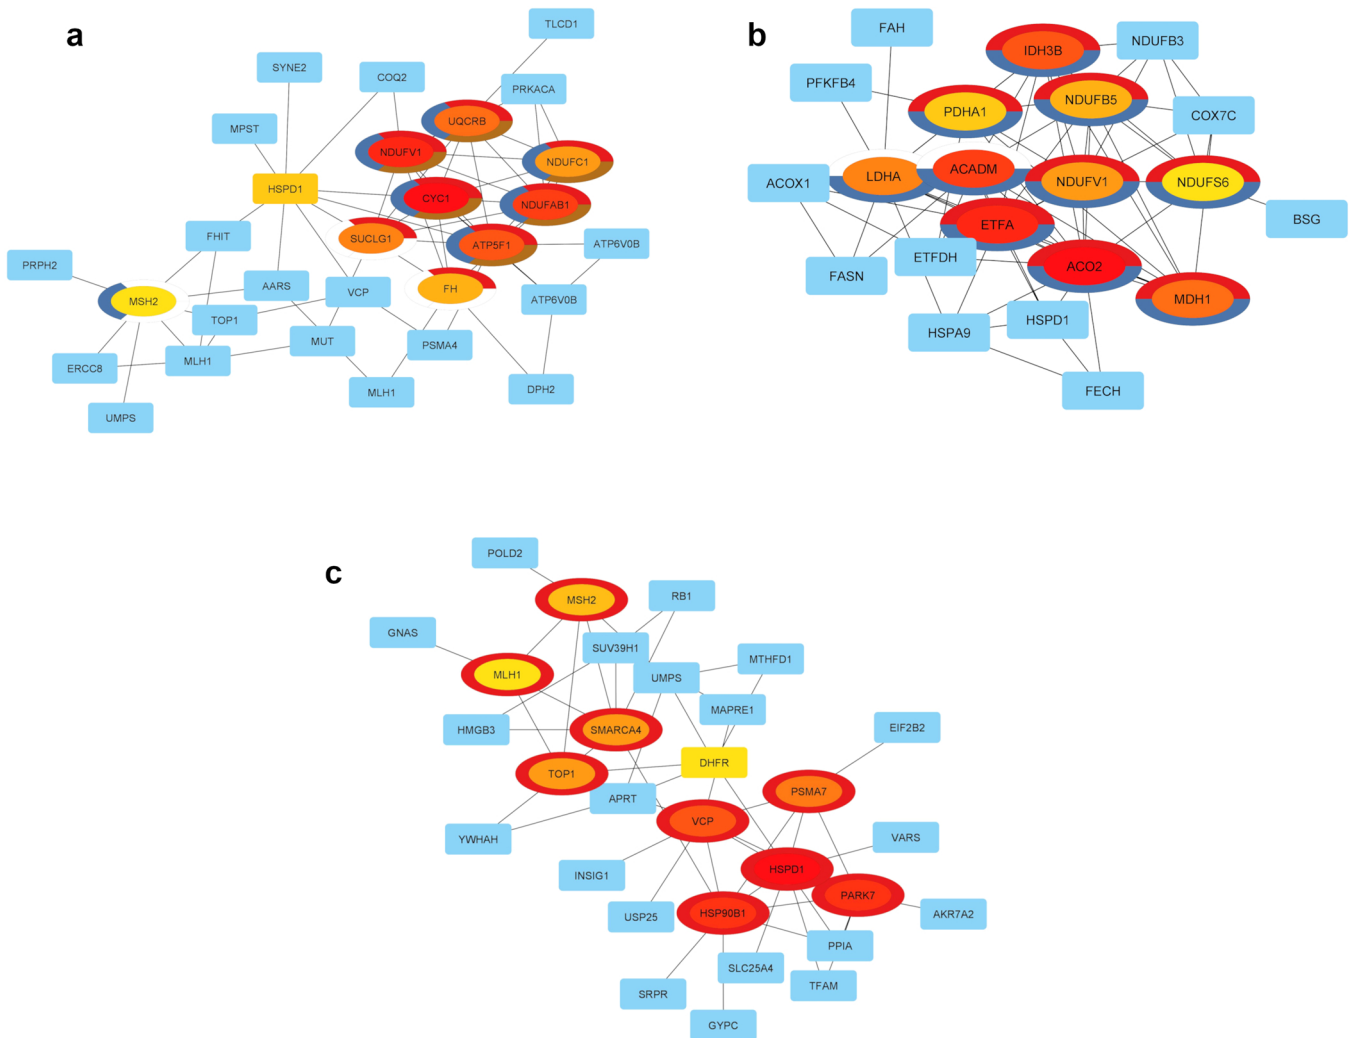 a
TLCD1
SYNE2
COQ2
PRKACA
MPST
UQCRB
NDUFV1
NDUFC1
HSPD1
CYC1
NDUFAB1
SUCLG1
FHIT
ATP5F1
ATP6V0B
PRPH2
AARS
VCP
FH
MSH2
ATP6V0B
TOP1
MUT
PSMA4
ERCC8
MLH1
MLH1
DPH2
UMPS
b
FAH
IDH3B
NDUFB3
PFKFB4
PDHA1
NDUFB5
COX7C
ACOX1
LDHA
ACADM
NDUFV1
NDUFS6
BSG
ETFA
ETFDH
FASN
ACO2
MDH1
HSPA9
HSPD1
FECH
c
POLD2
MSH2
RB1
GNAS
SUV39H1
MTHFD1
MLH1
UMPS
MAPRE1
HMGB3
SMARCA4
EIF2B2
DHFR
TOP1
APRT
PSMA7
VCP
YWHAH
VARS
INSIG1
HSPD1
PARK7
USP25
HSP90B1
AKR7A2
PPIA
SLC25A4
TFAM
SRPR
GYPC